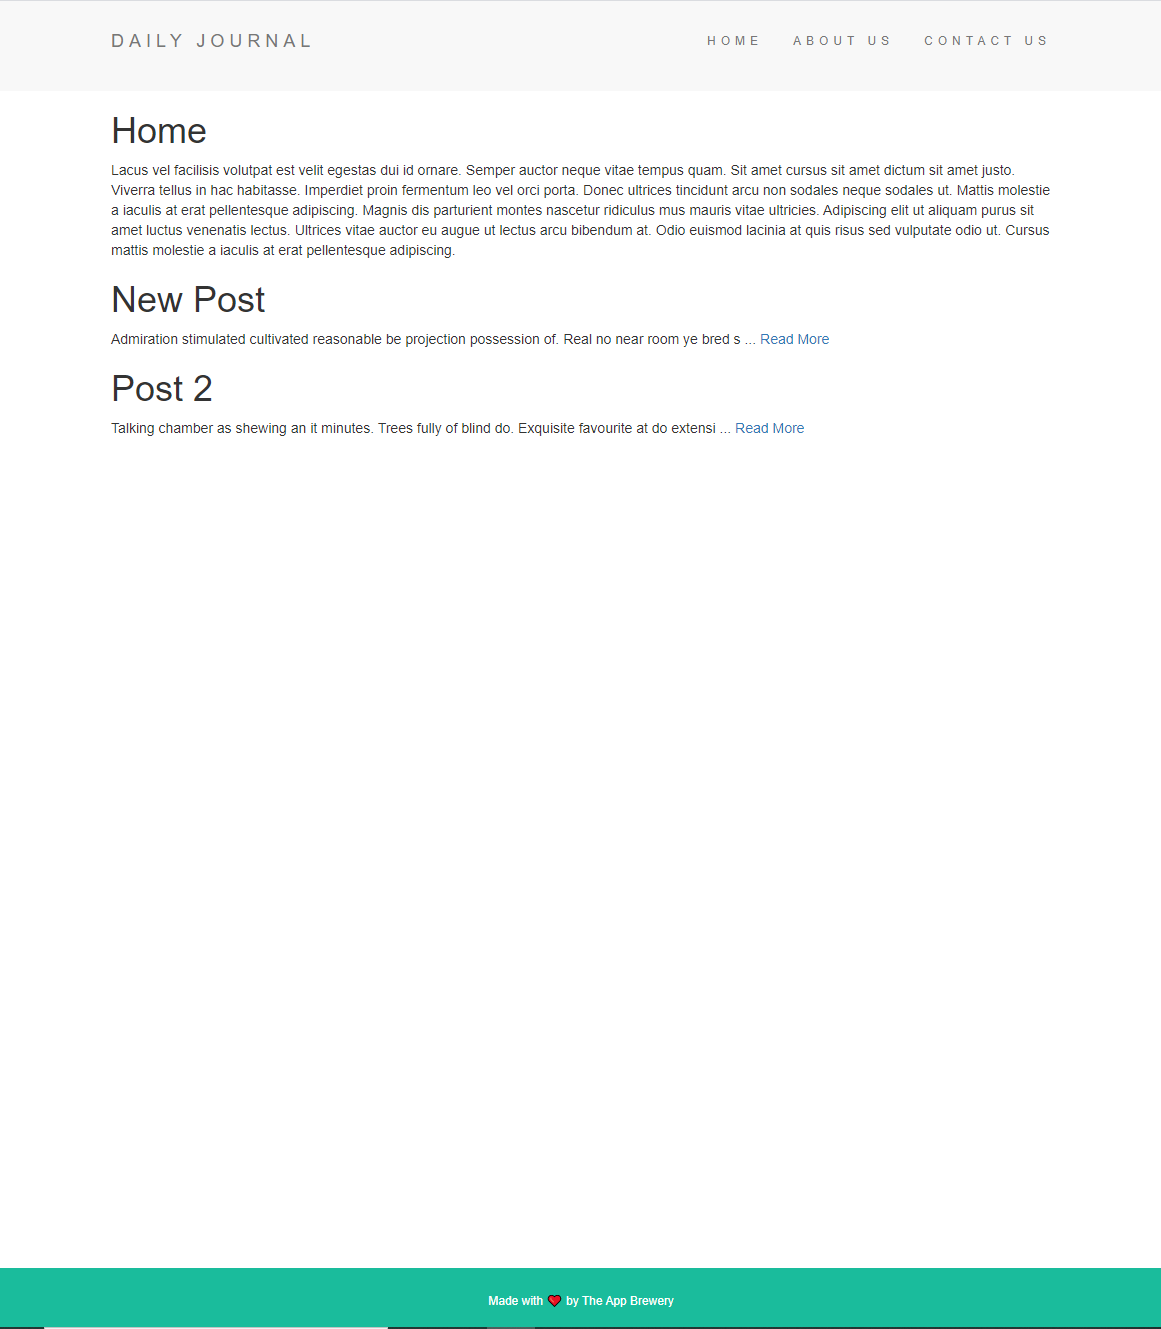 DAILY JOURNAL
HOME ABOUT US CONTACT US
Home
Lacus vel facilisis volutpat est velit egestas dui id ornare. Semper auctor neque vitae tempus quam. Sit amet cursus sit amet dictum sit amet justo.
Viverra tellus in hac habitasse. Imperdiet proin fermentum leo vel orci porta. Donec ultrices tincidunt arcu non sodales neque sodales ut. Mattis molestie
a iaculis at erat pellentesque adipiscing. Magnis dis parturient montes nascetur ridiculus mus mauris vitae ultricies. Adipiscing elit ut aliquam purus sit
amet luctus venenatis lectus. Ultrices vitae auctor eu augue ut lectus arcu bibendum at. Odio euismod lacinia at quis risus sed vulputate odio ut. Cursus
mattis molestie a iaculis at erat pellentesque adipiscing.
New Post
Admiration stimulated cultivated reasonable be projection possession of. Real no near room ye bred s ... Read More
Post 2
Talking chamber as shewing an it minutes. Trees fully of blind do. Exquisite favourite at do extensi ... Read More
Made with ❤ by The App Brewery